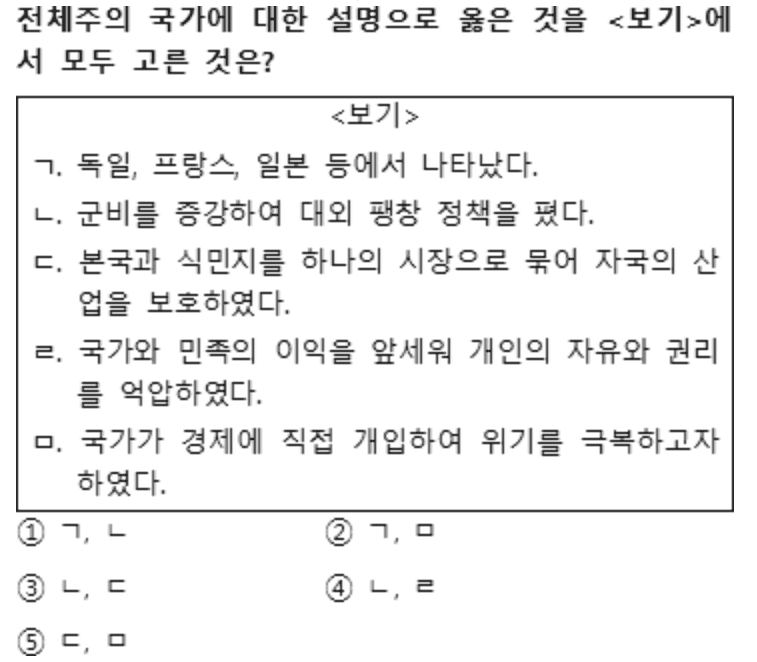 전체주의 국가에 대한 설명으로 옳은 것을 <보기>에
서 모두 고른 것은?
<보기>
ㄱ. 독일, 프랑스, 일본 등에서 나타났다.
ㄴ. 군비를 증강하여 대외 팽창 정책을 폈다.
ㄷ. 본국과 식민지를 하나의 시장으로 묶어 자국의 산
업을 보호하였다.
ㄹ. 국가와 민족의 이익을 앞세워 개인의 자유와 권리
를 억압하였다.
ㅁ. 국가가 경제에 직접 개입하여 위기를 극복하고자
하였다.
① ㄱ, ㄴ ② ㄱ, ㅁ
③ ㄴ, ㄷ ④ ㄴ, ㄹ
⑤ ㄷ, ㅁ